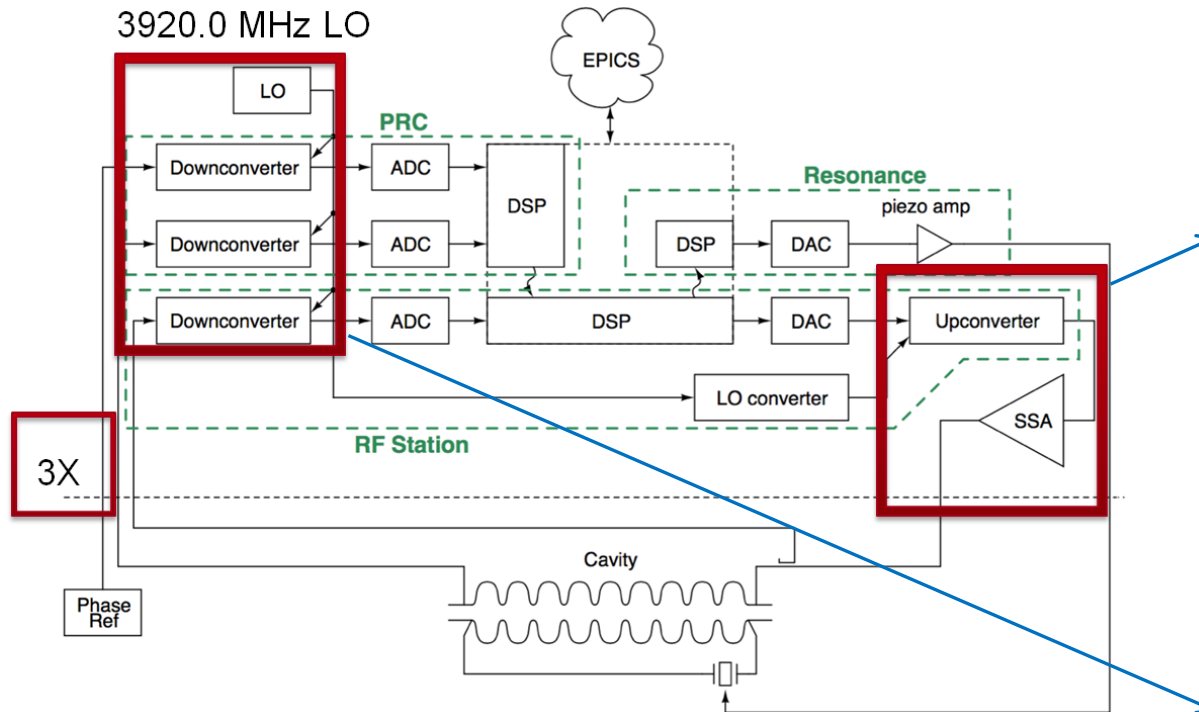 3920.0 MHz LO
EPICS
LO
PRC
Downconverter
ADC
DSP
Resonance
piezo amp
Downconverter
ADC
DSP
DAC
Downconverter
ADC
DSP
DAC
Upconverter
LO converter
SSA
RF Station
3X
Cavity
Phase
Ref